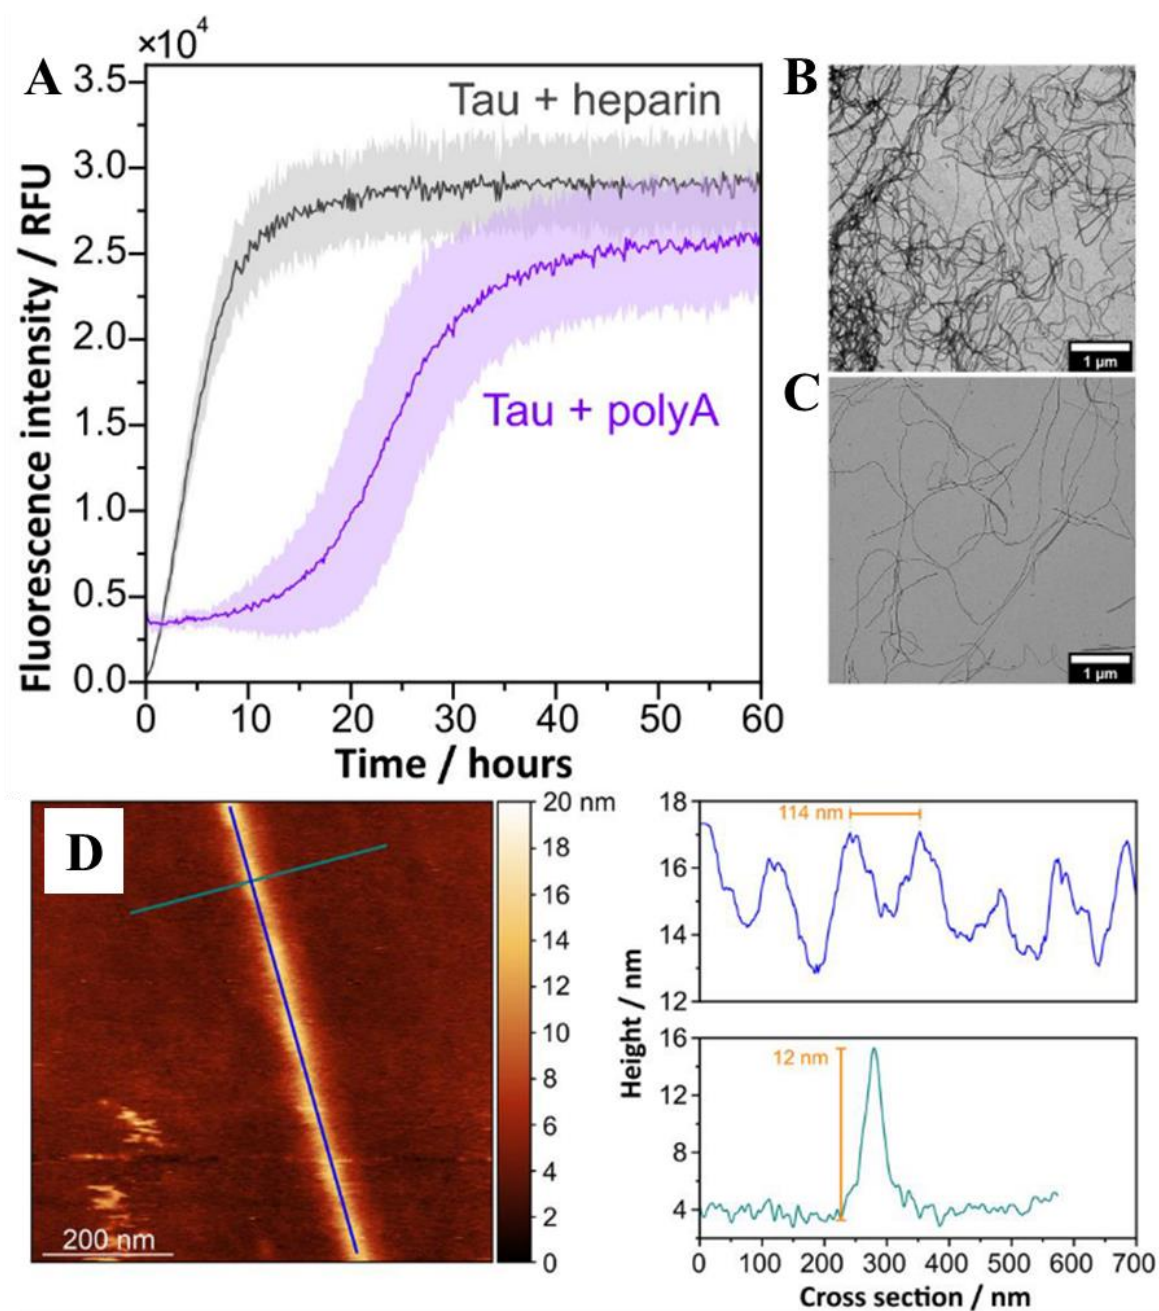 ×10⁴
A
3.5
3.0
2.5
2.0
1.5
1.0
0.5
0.0
Fluorescence intensity / RFU
Tau + heparin
Tau + polyA
0 10 20 30 40 50 60
Time / hours
B
1 µm
C
1 µm
D
200 nm
20 nm
18
16
14
12
10
8
6
4
2
0
Height / nm
18
16
14
12
114 nm
16
12
8
4
12 nm
0 100 200 300 400 500 600 700
Cross section / nm